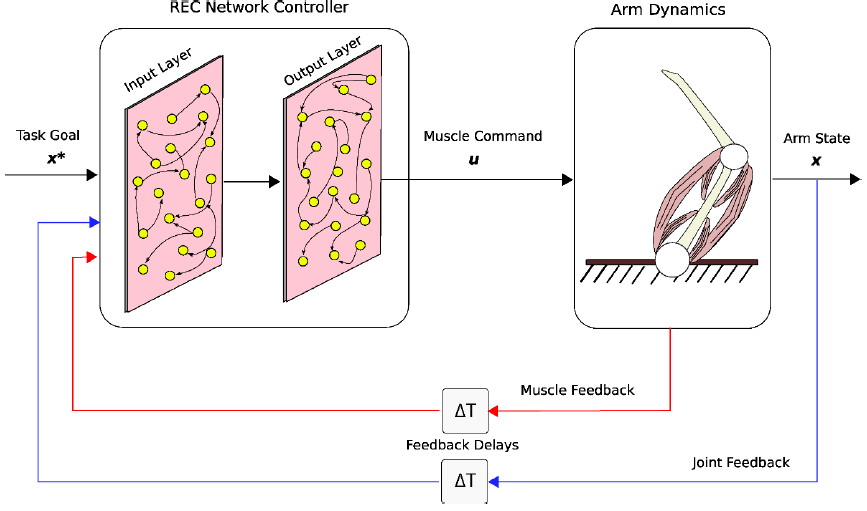 REC Network Controller
Arm Dynamics
Input Layer
Output Layer
Task Goal
x*
Muscle Command
u
Arm State
x
Muscle Feedback
ΔT
Feedback Delays
Joint Feedback
ΔT